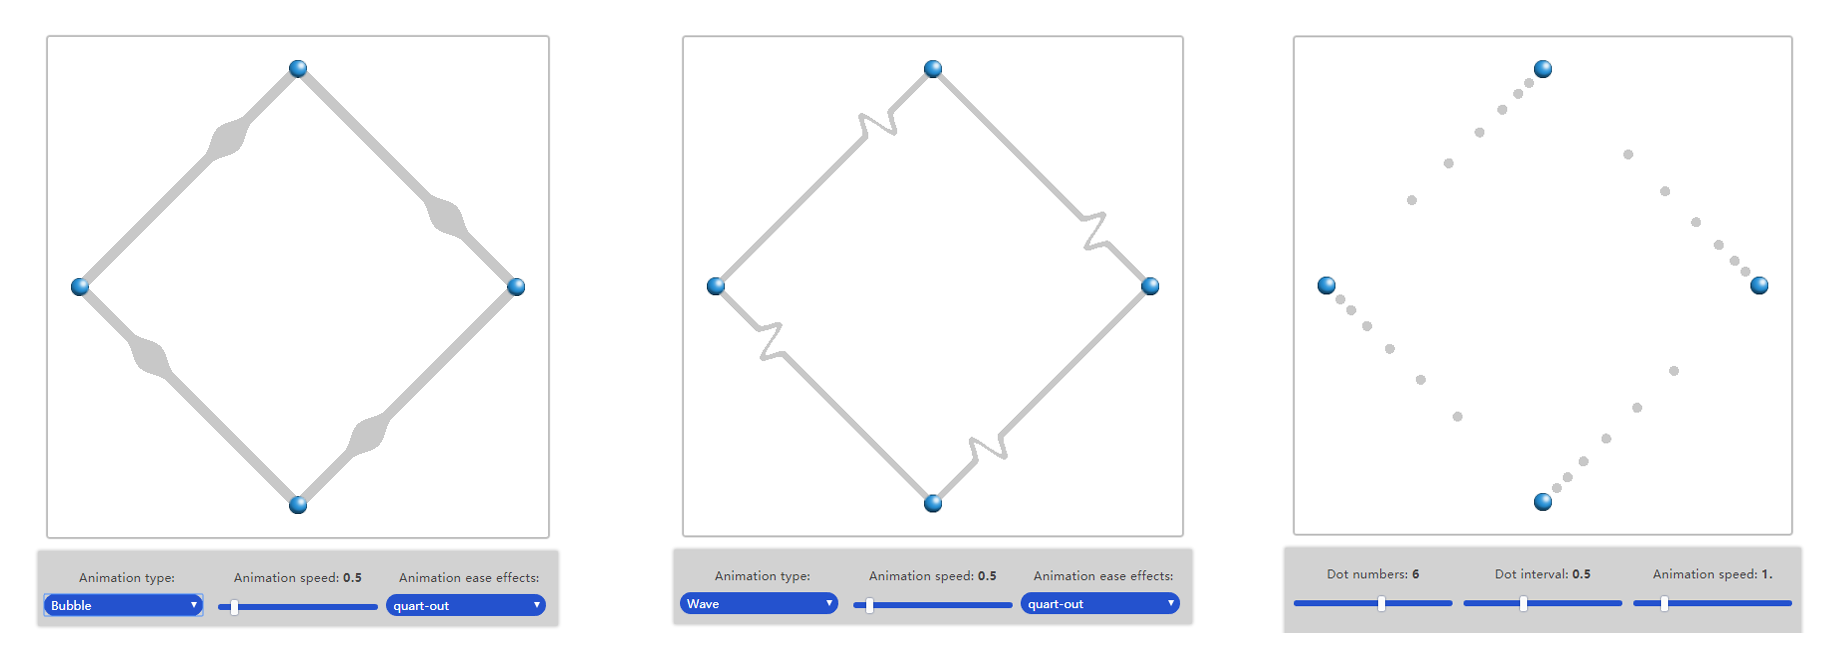 Animation type: Animation speed: 0.5 Animation ease effects:
Bubble quart-out
Animation type: Animation speed: 0.5 Animation ease effects:
Wave quart-out
Dot numbers: 6 Dot interval: 0.5 Animation speed: 1.